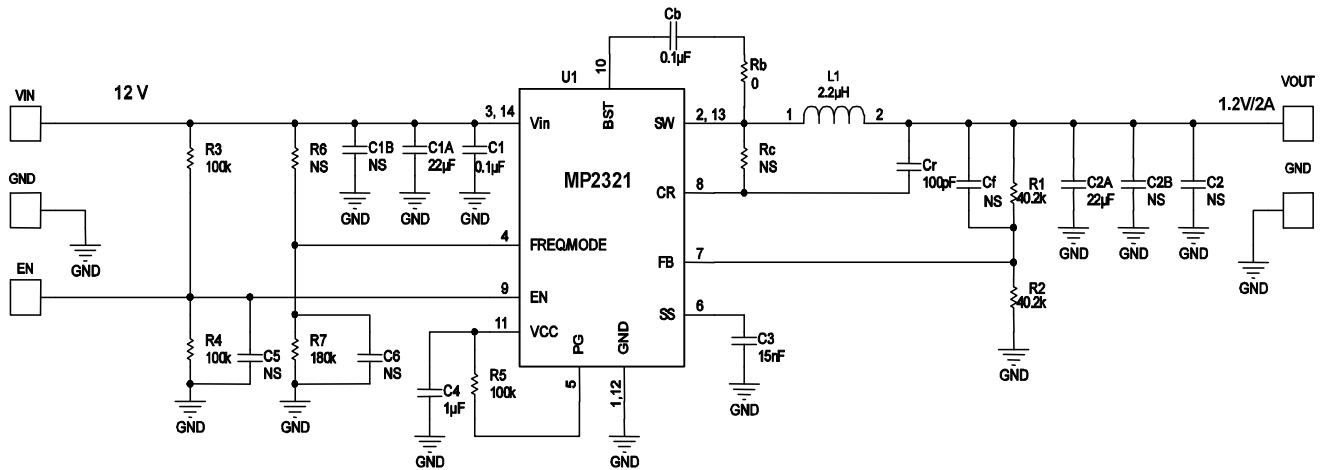 Cb
0.1µF
Rb
0
U1
10
L1
2.2µH
VIN
12 V
VOUT
1.2V/2A
3, 14
Vin
BST
SW
2, 13
1
2
R3
100k
R6
NS
C1B
NS
C1A
22µF
C1
0.1µF
MP2321
Rc
NS
Cr
100pF
Cf
NS
R1
40.2k
C2A
22µF
C2B
NS
C2
NS
GND
GND
GND
GND
GND
CR
8
GND
GND
GND
GND
GND
4
FREQ/MODE
FB
7
EN
9
EN
R2
40.2k
SS
6
R4
100k
C5
NS
R7
180k
C6
NS
11
VCC
PG
GND
C3
15nF
GND
C4
1µF
R5
100k
5
1,12
GND
GND
GND
GND
GND